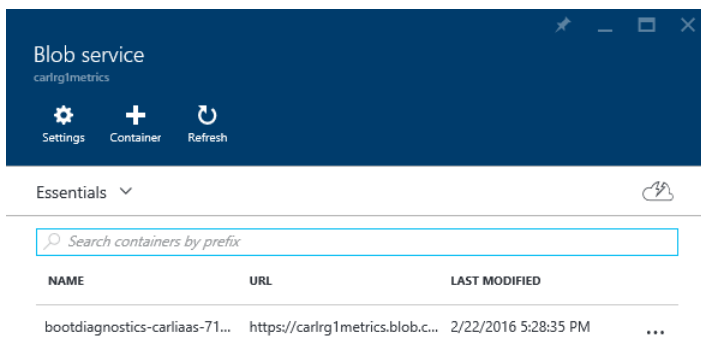 Blob service
carlrg1metrics
Settings Container Refresh
Essentials
Search containers by prefix
NAME URL LAST MODIFIED
bootdiagnostics-carliaas-71... https://carlrg1metrics.blob.c... 2/22/2016 5:28:35 PM ...